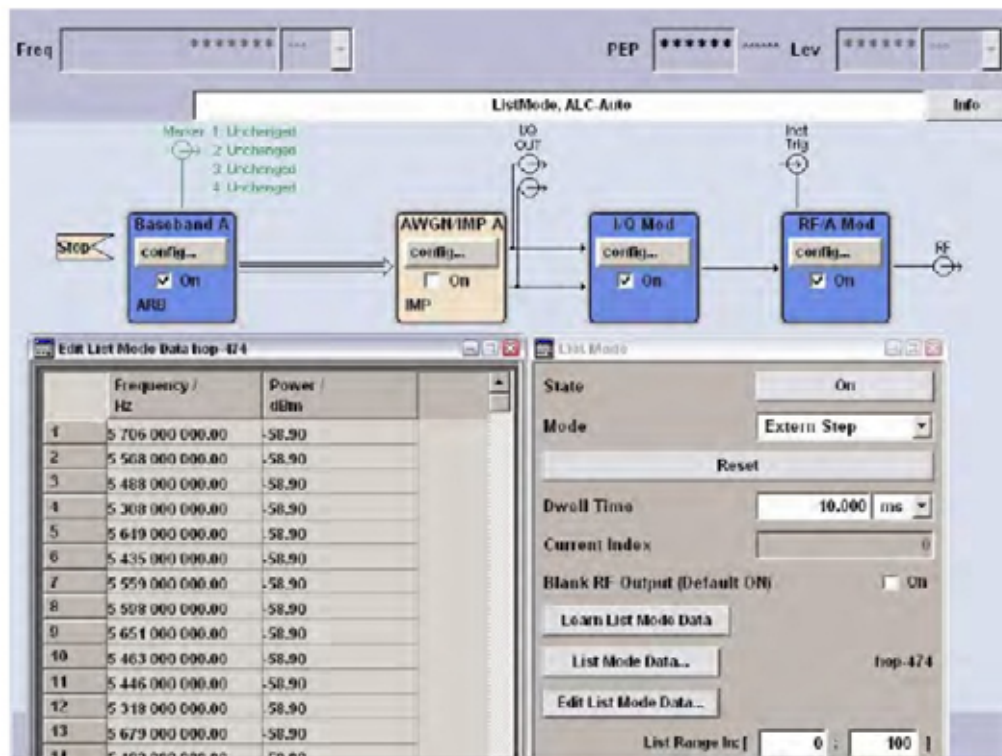 Freq ******* ---
PEP ****** ------ Lev ****** ---
ListMode, ALC-Auto
Info
Marker 1: Unchanged
2: Unchanged
3: Unchanged
4: Unchanged
I/Q
OUT
Inst
Trig
Stop
Baseband A
config...
On
ARB
AWGN/IMP A
config...
On
IMP
I/Q Mod
config...
On
RF/A Mod
config...
On
RF
Edit List Mode Data hop-474
Frequency / Hz
Power / dBm
1 5 706 000 000.00 -58.90
2 5 568 000 000.00 -58.90
3 5 488 000 000.00 -58.90
4 5 308 000 000.00 -58.90
5 5 649 000 000.00 -58.90
6 5 435 000 000.00 -58.90
7 5 559 000 000.00 -58.90
8 5 598 000 000.00 -58.90
9 5 651 000 000.00 -58.90
10 5 463 000 000.00 -58.90
11 5 446 000 000.00 -58.90
12 5 318 000 000.00 -58.90
13 5 679 000 000.00 -58.90
List Mode
State On
Mode Extern Step
Reset
Dwell Time 10.000 ms
Current Index 0
Blank RF Output (Default ON) On
Learn List Mode Data
List Mode Data... hop-474
Edit List Mode Data...
List Range In: [ 0 : 100 ]